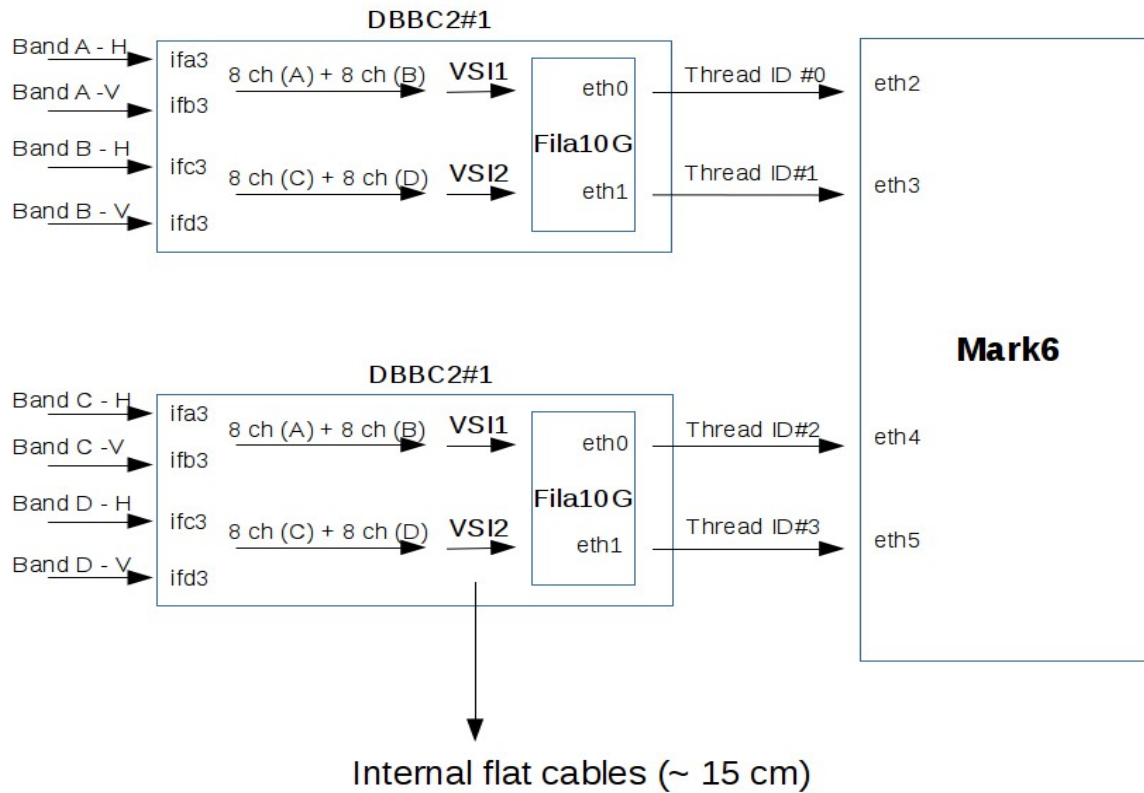 DBBC2#1
Band A - H
ifa3
8 ch (A) + 8 ch (B)
VSI1
eth0
Thread ID #0
eth2
Band A -V
ifb3
Fila10G
Mark6
Band B - H
ifc3
8 ch (C) + 8 ch (D)
VSI2
eth1
Thread ID#1
eth3
Band B - V
ifd3
DBBC2#1
Band C - H
ifa3
8 ch (A) + 8 ch (B)
VSI1
eth0
Thread ID#2
eth4
Band C -V
ifb3
Fila10G
Band D - H
ifc3
8 ch (C) + 8 ch (D)
VSI2
eth1
Thread ID#3
eth5
Band D - V
ifd3
Internal flat cables (~ 15 cm)